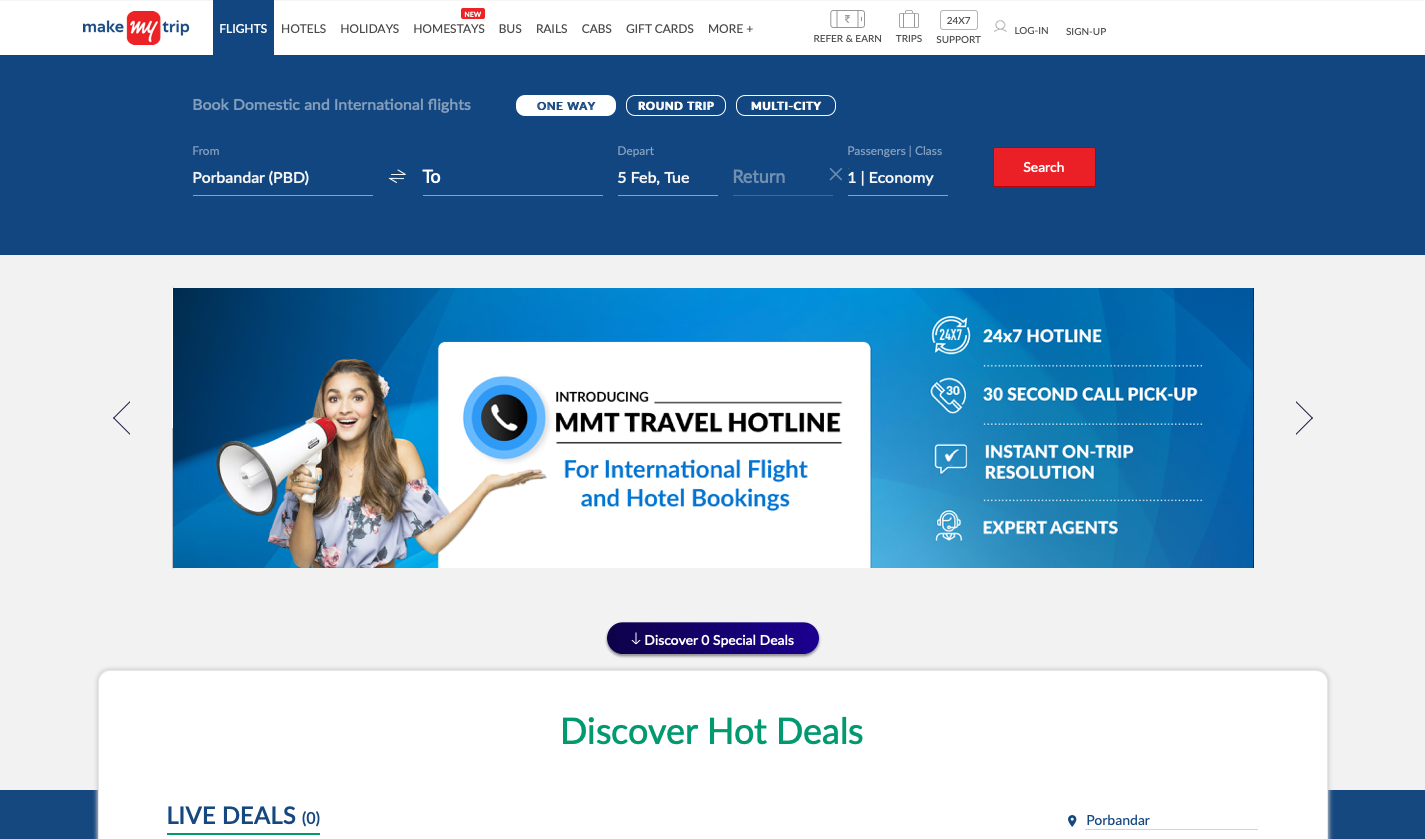 make my trip
FLIGHTS HOTELS HOLIDAYS HOMESTAYS NEW BUS RAILS CABS GIFT CARDS MORE +
₹ REFER & EARN TRIPS 24X7 SUPPORT LOG-IN SIGN-UP
Book Domestic and International flights ONE WAY ROUND TRIP MULTI-CITY
From Depart Passengers | Class
Porbandar (PBD) To 5 Feb, Tue Return 1 | Economy Search
INTRODUCING
MMT TRAVEL HOTLINE
For International Flight
and Hotel Bookings
24X7 24x7 HOTLINE
30 30 SECOND CALL PICK-UP
INSTANT ON-TRIP
RESOLUTION
EXPERT AGENTS
Discover 0 Special Deals
Discover Hot Deals
LIVE DEALS (0) Porbandar